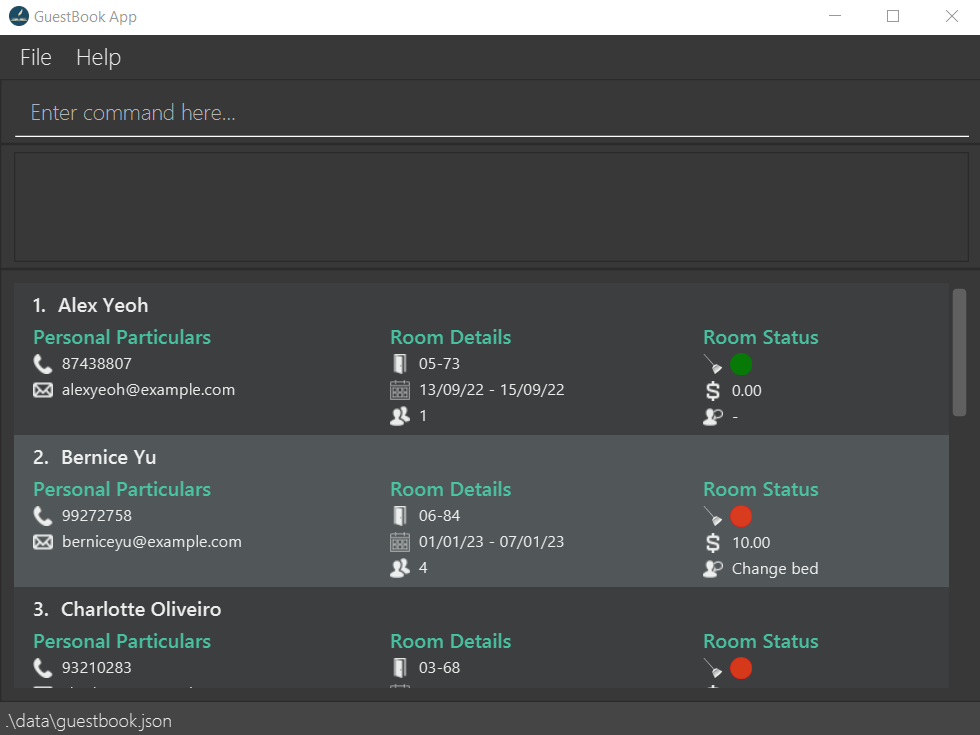 GuestBook App
File Help
Enter command here...
1. Alex Yeoh
Personal Particulars Room Details Room Status
87438807 05-73
alexyeoh@example.com 13/09/22 - 15/09/22 $ 0.00
1 -
2. Bernice Yu
Personal Particulars Room Details Room Status
99272758 06-84
berniceyu@example.com 01/01/23 - 07/01/23 $ 10.00
4 Change bed
3. Charlotte Oliveiro
Personal Particulars Room Details Room Status
93210283 03-68
.\data\guestbook.json